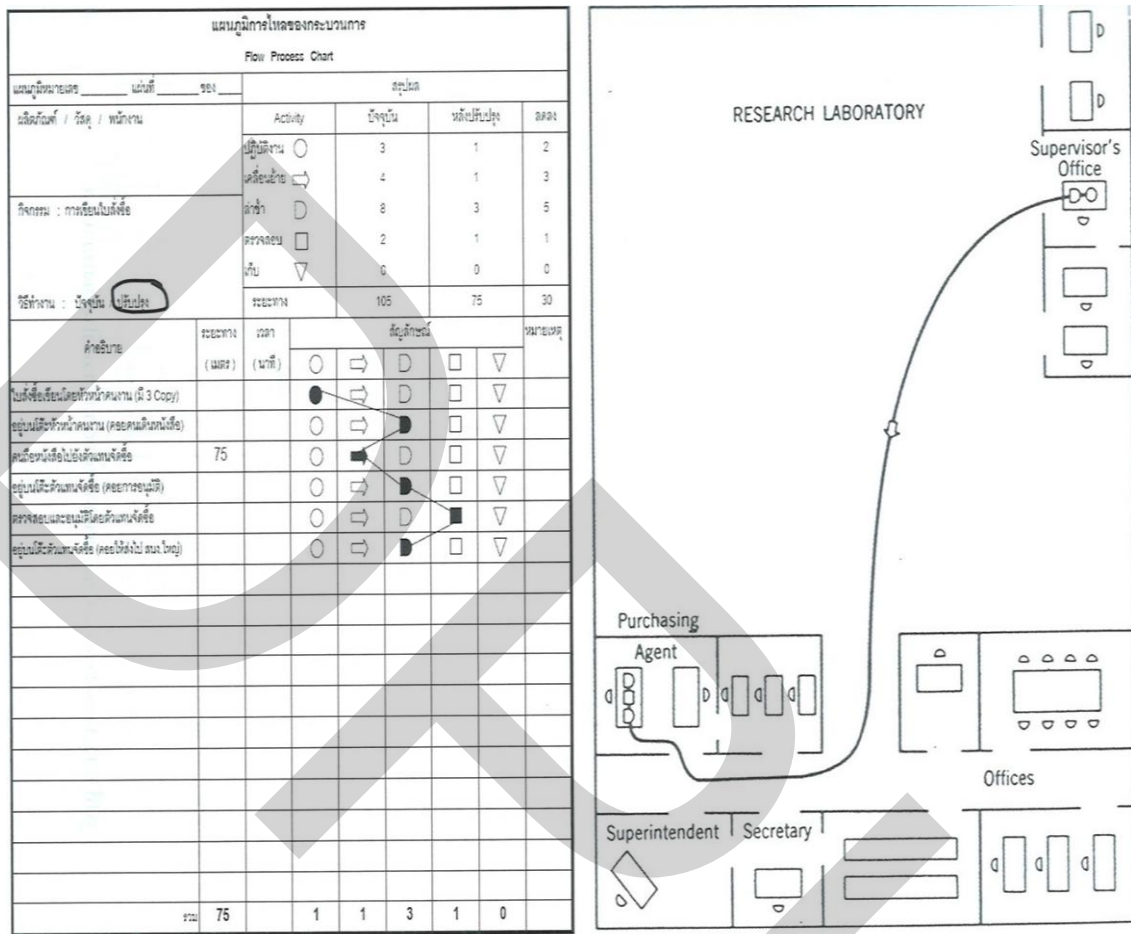 แผนภูมิการไหลของกระบวนการ
Flow Process Chart
แผนภูมิหมายเลข ______ แผ่นที่ ______ ของ ______
สรุปผล
ผลิตภัณฑ์ / วัสดุ / พนักงาน
Activity ปัจจุบัน หลังปรับปรุง ลดลง
ปฏิบัติงาน 3 1 2
เคลื่อนย้าย 4 1 3
ล่าช้า 8 3 5
ตรวจสอบ 2 1 1
เก็บ 0 0 0
กิจกรรม : การเขียนใบสั่งซื้อ
วิธีทำงาน : ปัจจุบัน ปรับปรุง
ระยะทาง 105 75 30
คำอธิบาย ระยะทาง (เมตร) เวลา (นาที) สัญลักษณ์ หมายเหตุ
ใบสั่งซื้อเขียนโดยหัวหน้าคนงาน (มี 3 Copy)
อยู่บนโต๊ะหัวหน้าคนงาน (คอยคนเดินหนังสือ)
คนถือหนังสือไปยังตัวแทนจัดซื้อ 75
อยู่บนโต๊ะตัวแทนจัดซื้อ (คอยการอนุมัติ)
ตรวจสอบและอนุมัติโดยตัวแทนจัดซื้อ
อยู่บนโต๊ะตัวแทนจัดซื้อ (คอยให้ส่งไป สนง.ใหญ่)
รวม 75 1 1 3 1 0
RESEARCH LABORATORY
Supervisor's
Office
Purchasing
Agent
Offices
Superintendent
Secretary